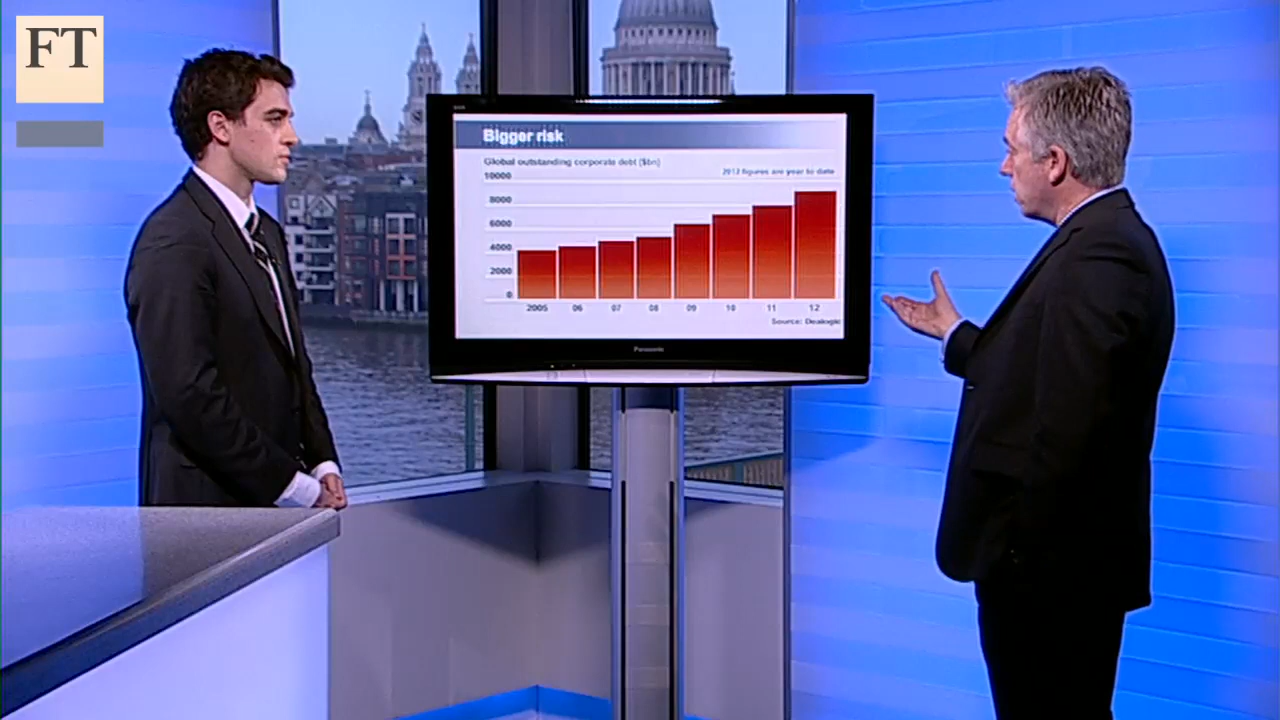 FT
Bigger risk
Global outstanding corporate debt ($bn)
2012 figures are year to date
10000
8000
6000
4000
2000
0
2005 06 07 08 09 10 11 12
Source: Dealogic
Panasonic